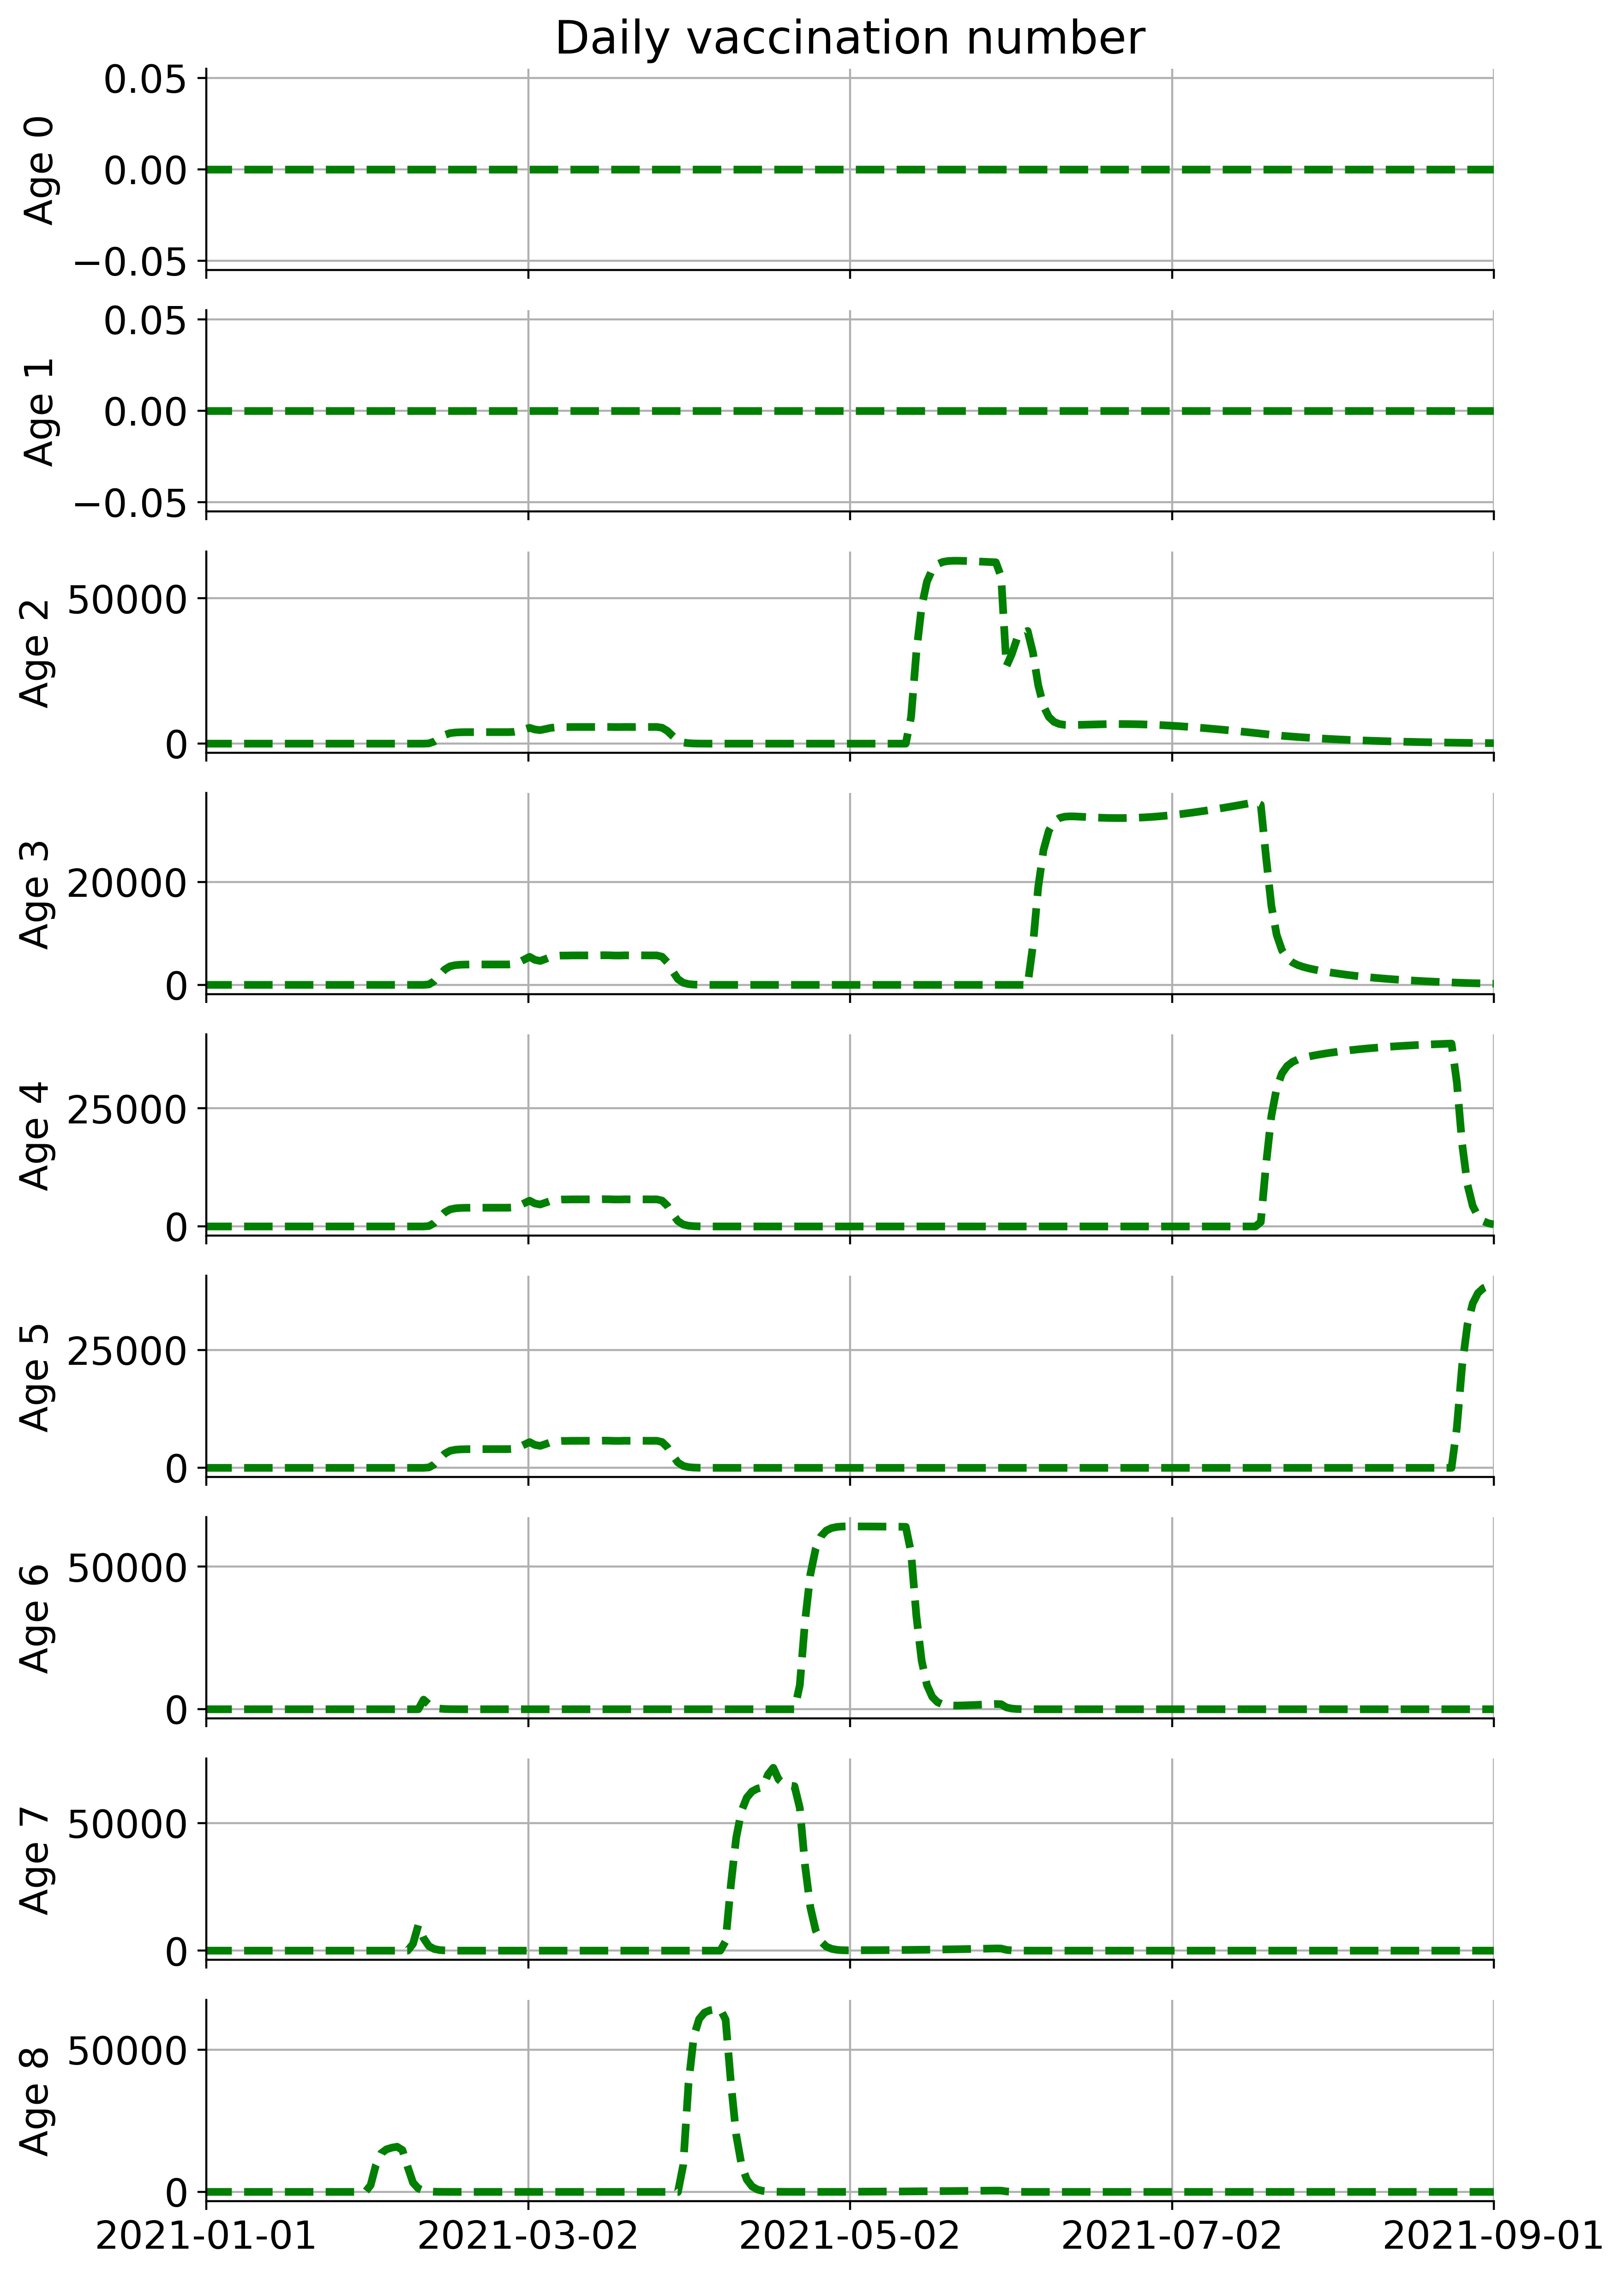 Daily vaccination number
Age 0
0.05
0.00
−0.05
Age 1
0.05
0.00
−0.05
Age 2
50000
0
Age 3
20000
0
Age 4
25000
0
Age 5
25000
0
Age 6
50000
0
Age 7
50000
0
Age 8
50000
0
2021-01-01 2021-03-02 2021-05-02 2021-07-02 2021-09-01